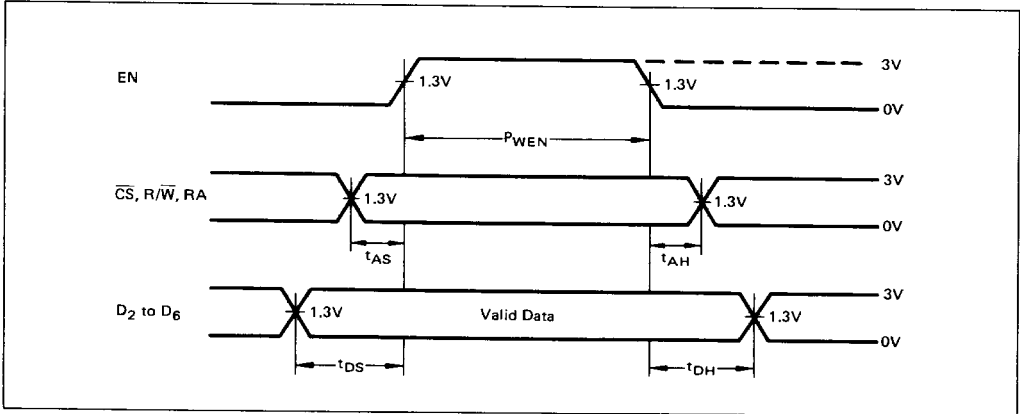 EN
1.3V
1.3V
3V
0V
PWEN
CS, R/W, RA
1.3V
1.3V
3V
0V
tAS
tAH
D2 to D6
1.3V
Valid Data
1.3V
3V
0V
tDS
tDH